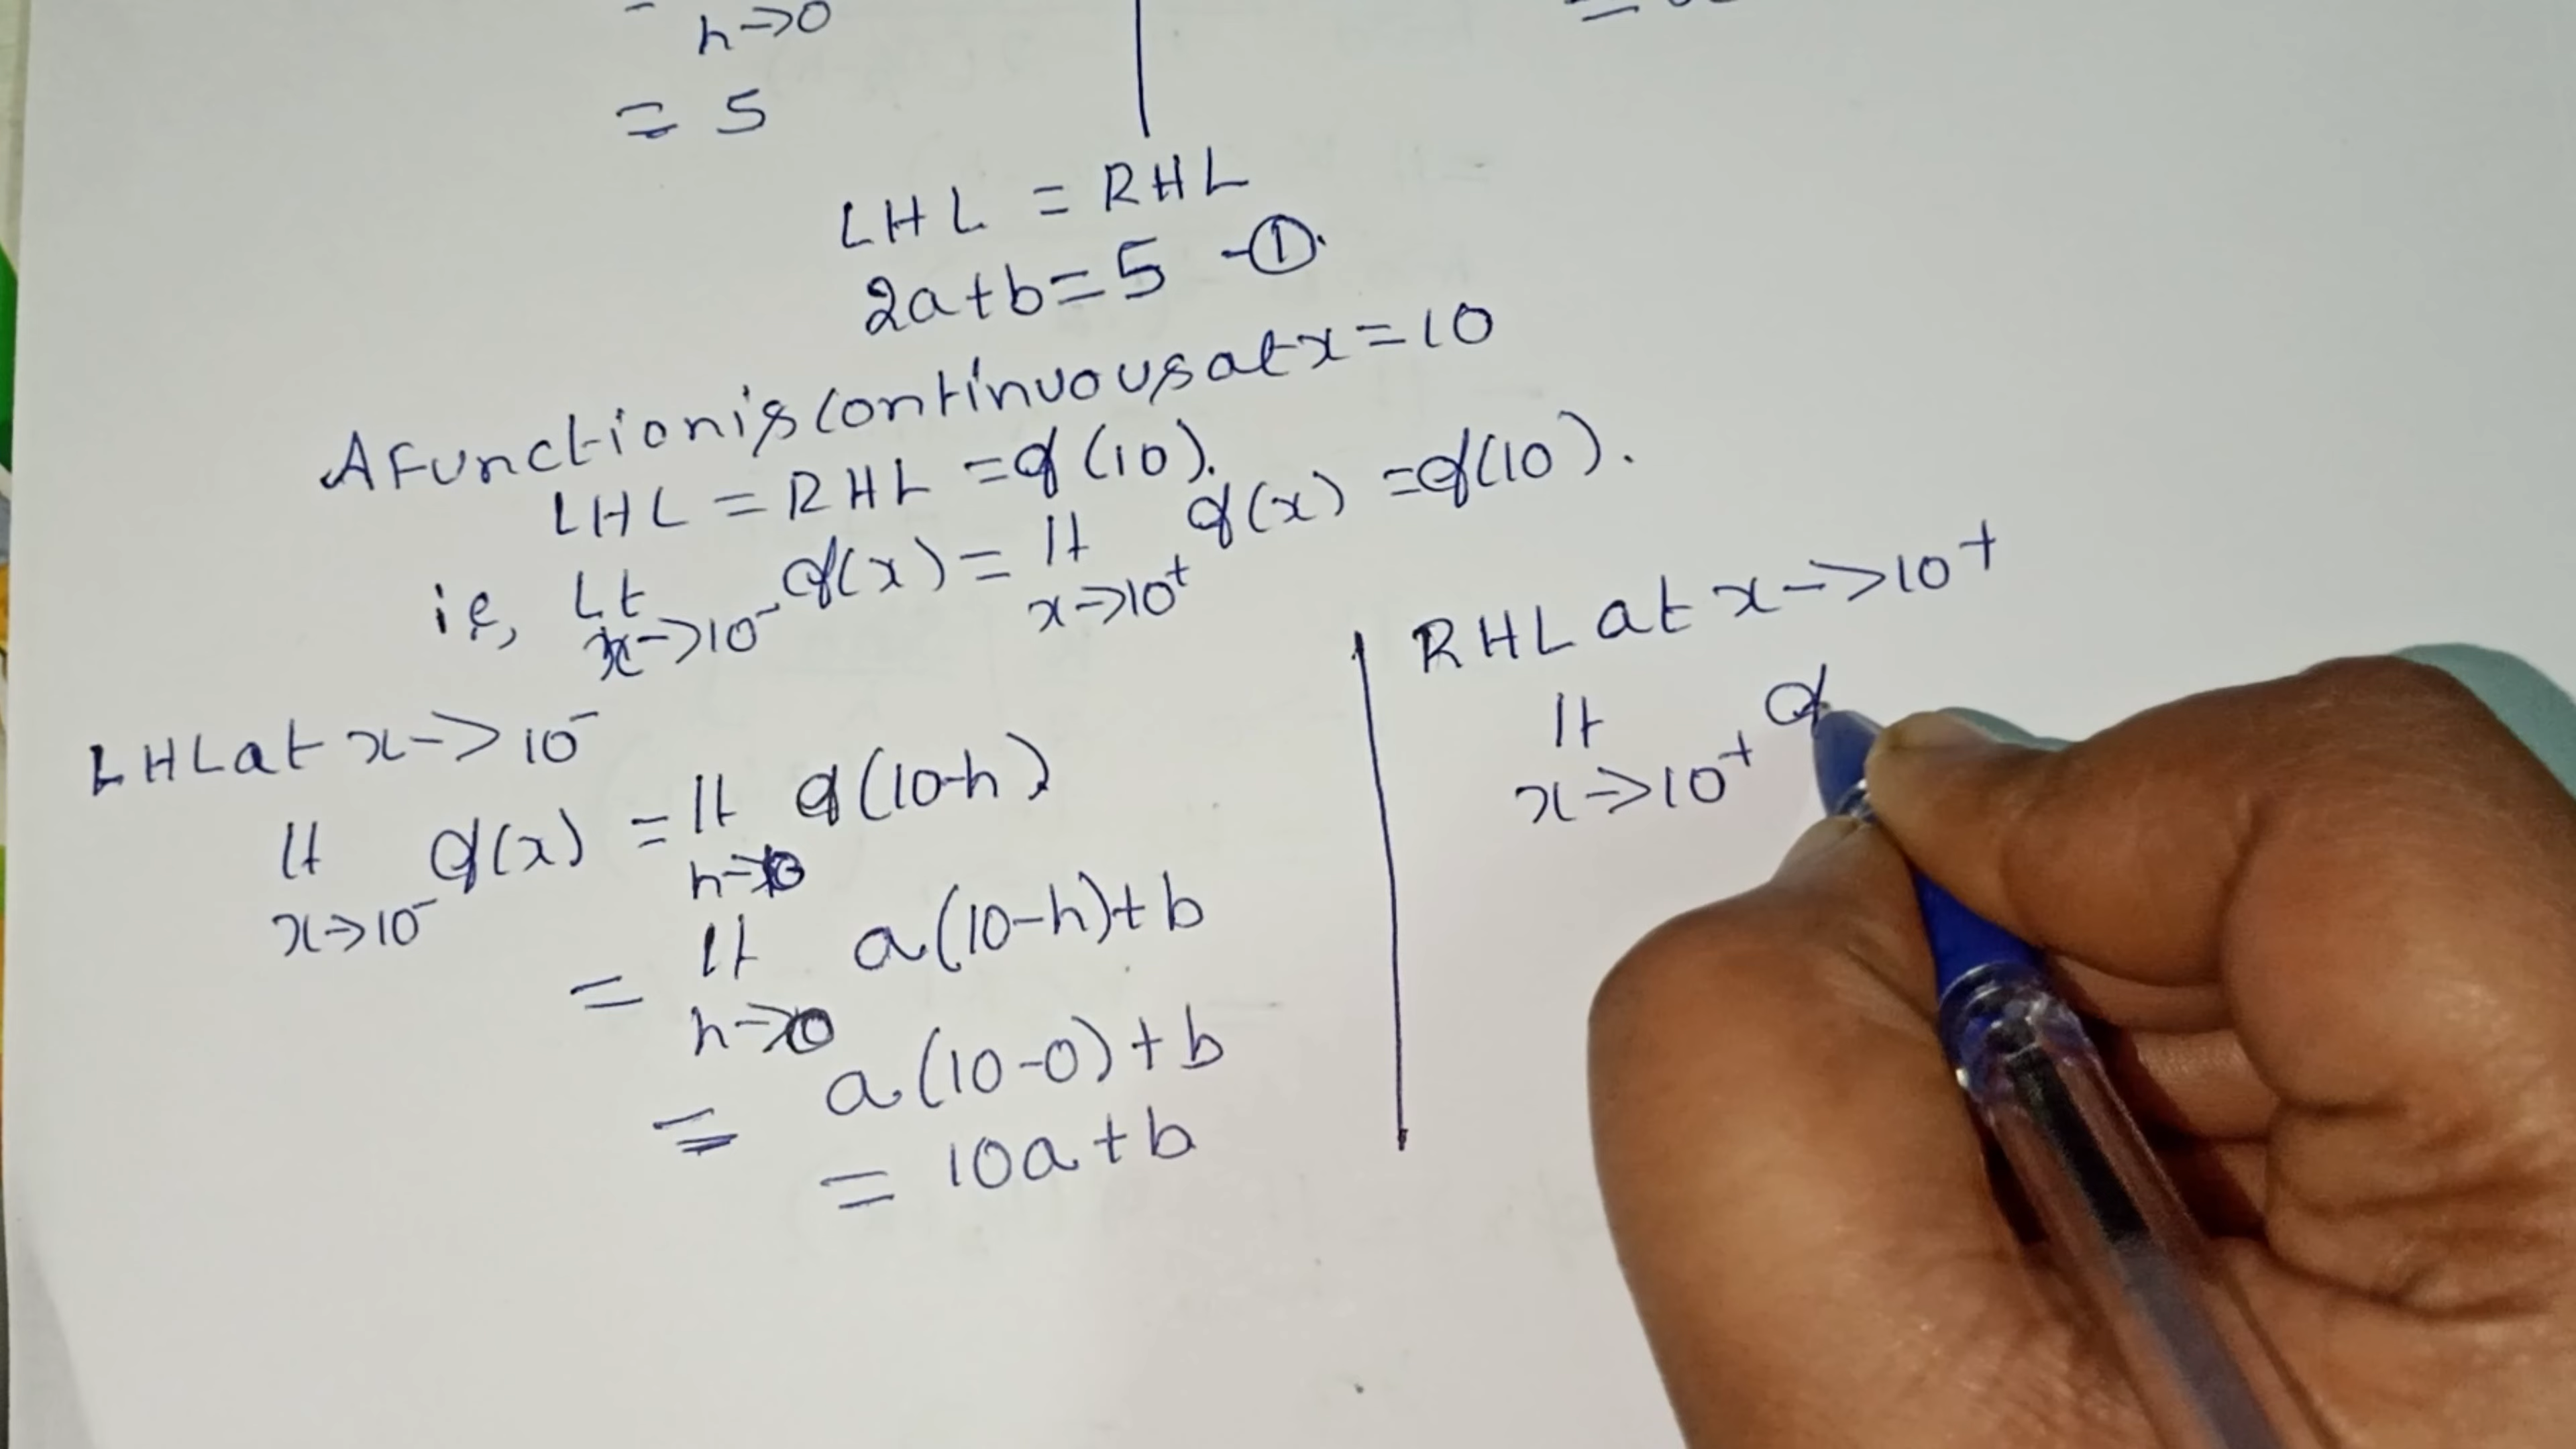 h->0
= 5
LHL = RHL
2a+b=5 -①.
A Function is continuous at x=10
LHL = RHL =f(10).
ie, Lt f(x) = lt f(x) =f(10).
x->10⁻ x->10⁺
LHL at x->10⁻
lt f(x) = lt f(10-h)
x->10⁻ h->0
= lt a(10-h)+b
h->0
= a(10-0)+b
= 10a+b
RHL at x->10⁺
lt f
x->10⁺